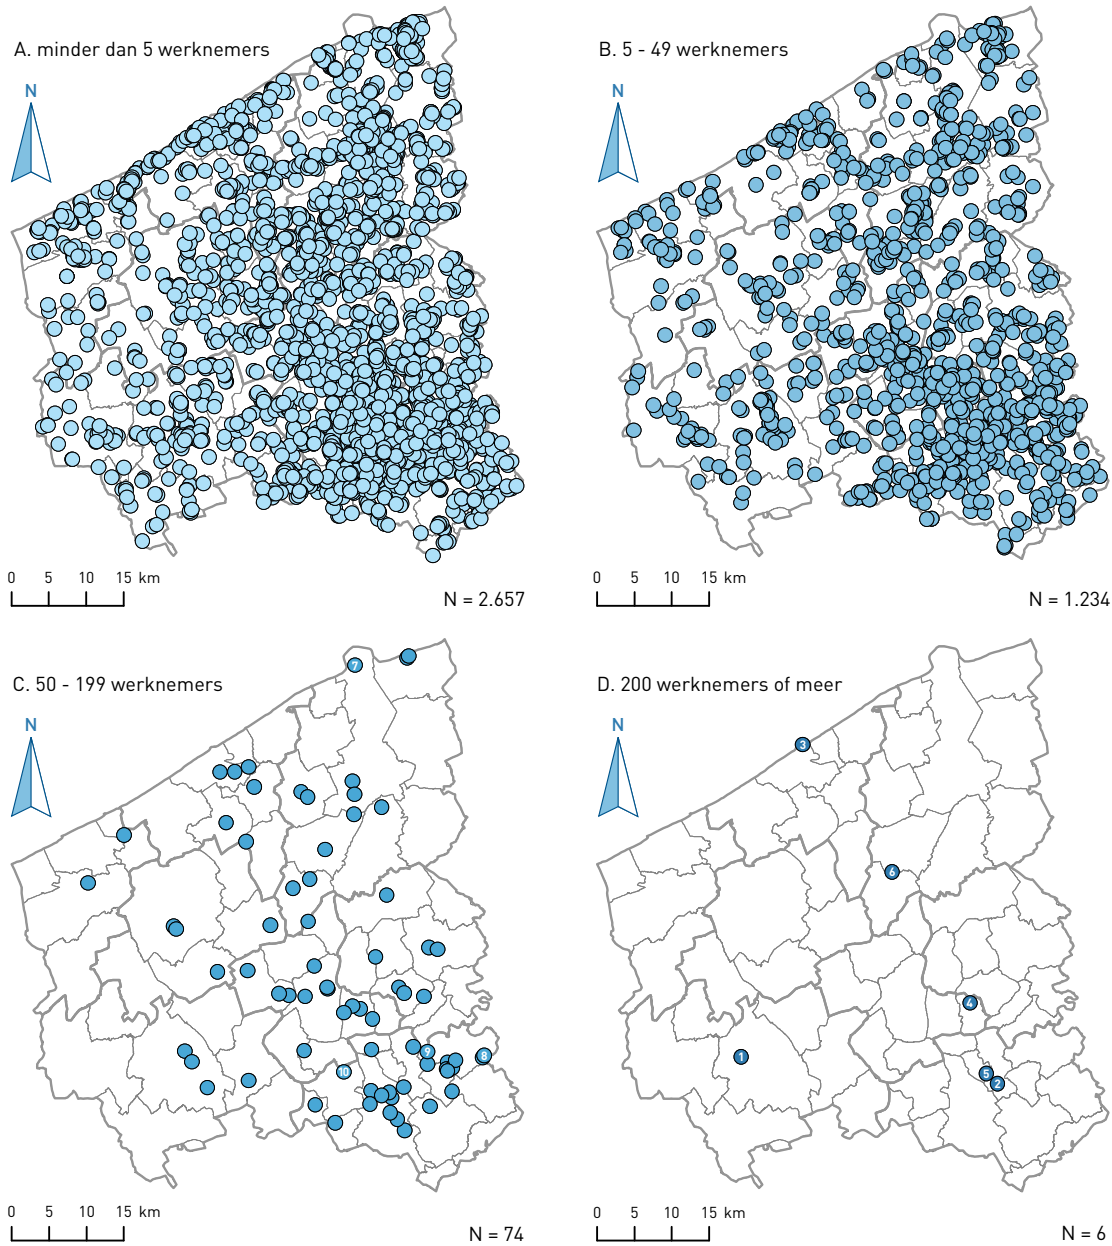 A. minder dan 5 werknemers
N
0 5 10 15 km
N = 2.657
B. 5 - 49 werknemers
N
0 5 10 15 km
N = 1.234
C. 50 - 199 werknemers
N
7
8
9
10
0 5 10 15 km
N = 74
D. 200 werknemers of meer
N
3
6
4
1
5
2
0 5 10 15 km
N = 6